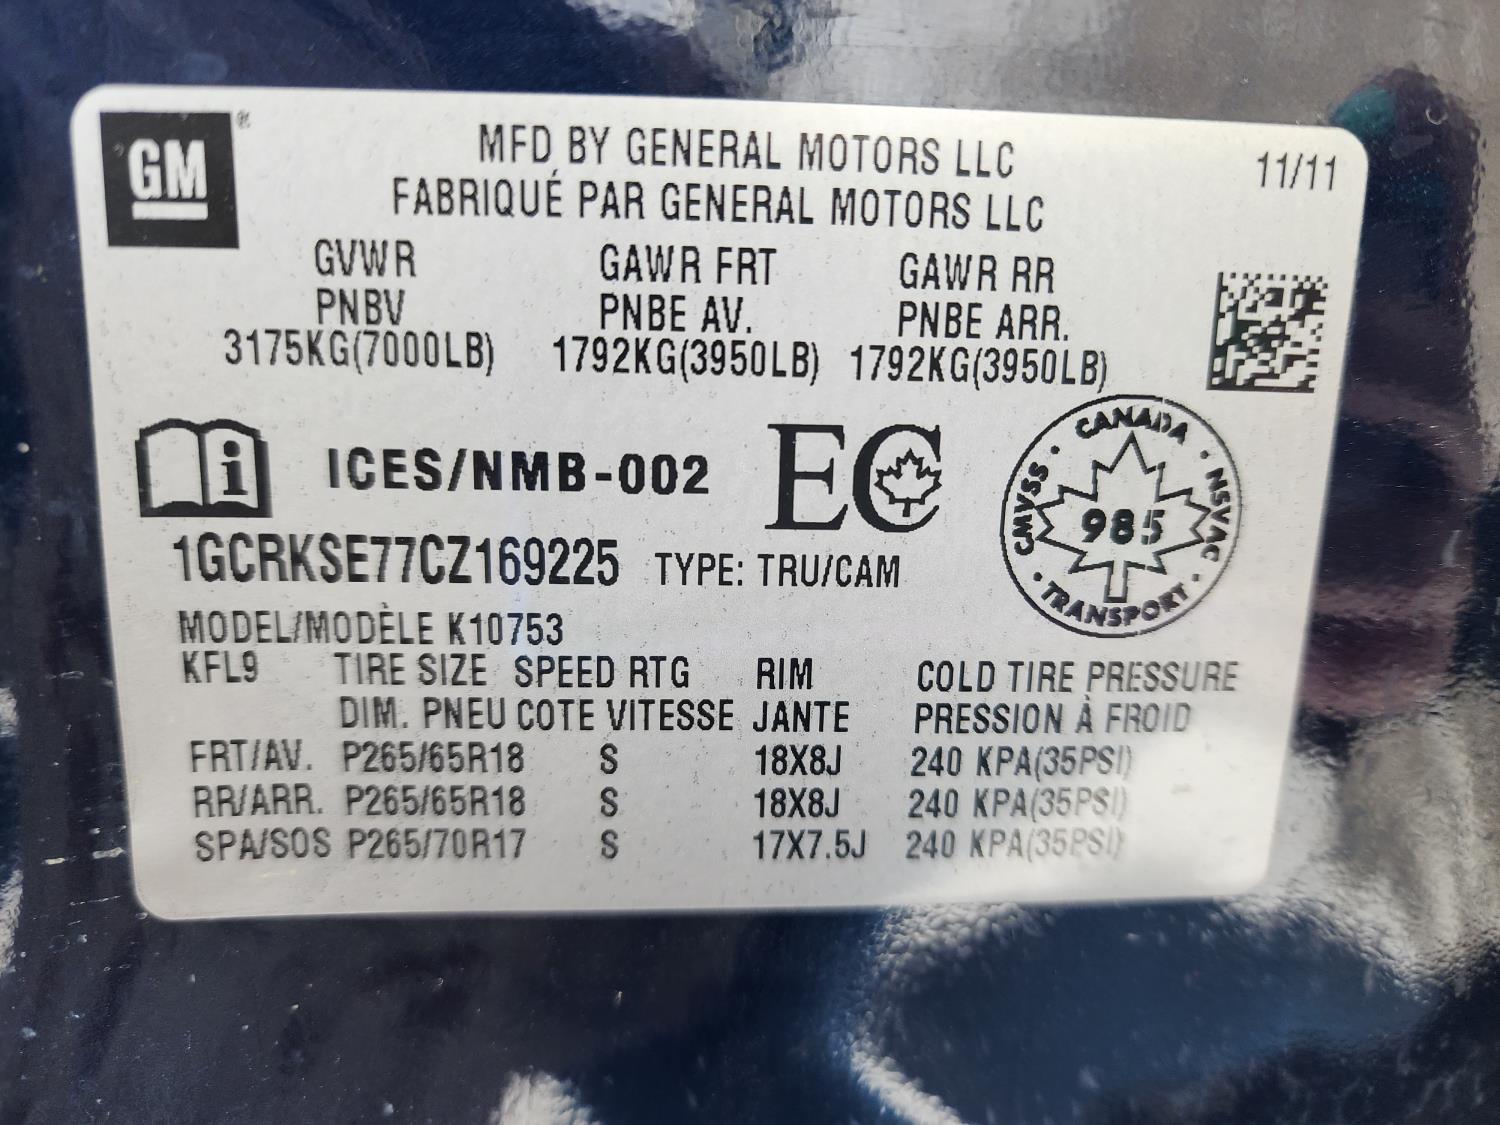 GM ®
MFD BY GENERAL MOTORS LLC 11/11
FABRIQUÉ PAR GENERAL MOTORS LLC
GVWR GAWR FRT GAWR RR
PNBV PNBE AV. PNBE ARR.
3175KG(7000LB) 1792KG(3950LB) 1792KG(3950LB)
i ICES/NMB-002 EC
CANADA
CMVSS 985 NSVAC
TRANSPORT
1GCRKSE77CZ169225 TYPE: TRU/CAM
MODEL/MODÈLE K10753
KFL9 TIRE SIZE SPEED RTG RIM COLD TIRE PRESSURE
DIM. PNEU COTE VITESSE JANTE PRESSION À FROID
FRT/AV. P265/65R18 S 18X8J 240 KPA(35PSI)
RR/ARR. P265/65R18 S 18X8J 240 KPA(35PSI)
SPA/SOS P265/70R17 S 17X7.5J 240 KPA(35PSI)